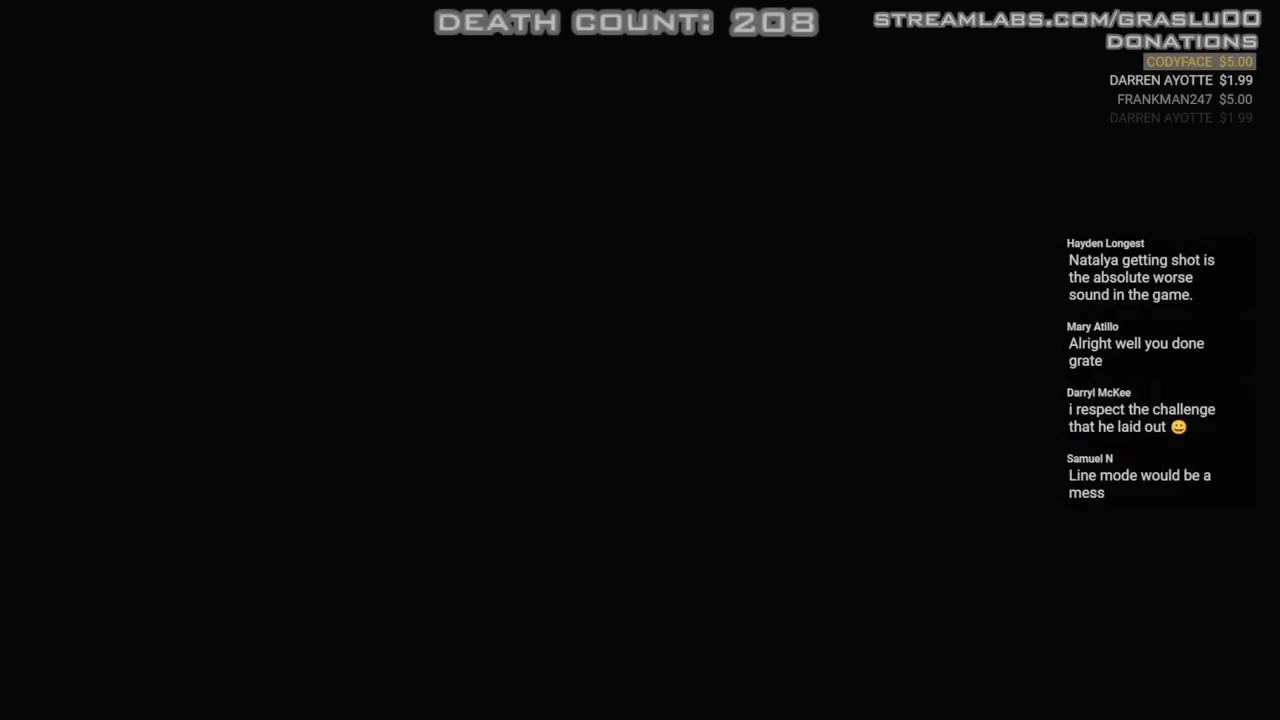 DEATH COUNT: 208
STREAMLABS.COM/GRASLU00
DONATIONS
CODYFACE $5.00
DARREN AYOTTE $1.99
FRANKMAN247 $5.00
DARREN AYOTTE $1.99
Hayden Longest
Natalya getting shot is
the absolute worse
sound in the game.
Mary Atillo
Alright well you done
grate
Darryl McKee
i respect the challenge
that he laid out 😀
Samuel N
Line mode would be a
mess